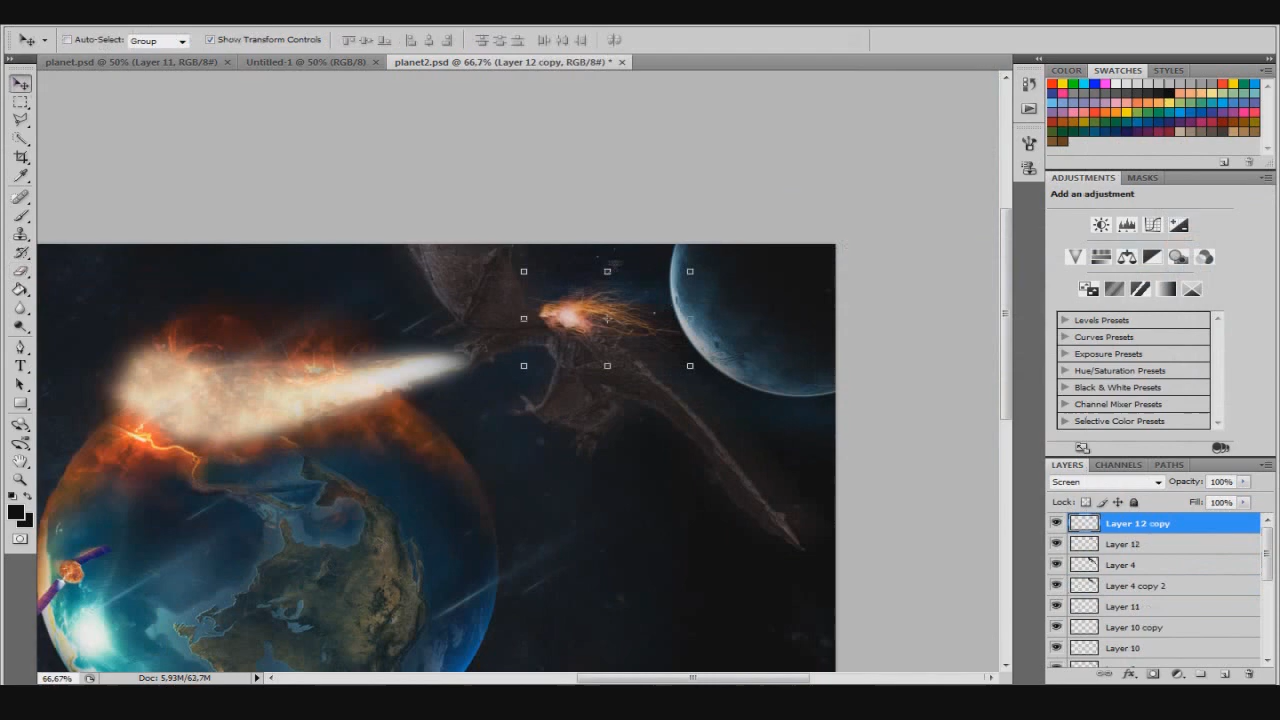 Auto-Select: Group Show Transform Controls
planet.psd @ 50% (Layer 11, RGB/8#) × Untitled-1 @ 50% (RGB/8) × planet2.psd @ 66,7% (Layer 12 copy, RGB/8#) * ×
COLOR SWATCHES STYLES
ADJUSTMENTS MASKS
Add an adjustment
Levels Presets
Curves Presets
Exposure Presets
Hue/Saturation Presets
Black & White Presets
Channel Mixer Presets
Selective Color Presets
LAYERS CHANNELS PATHS
Screen Opacity: 100%
Lock: Fill: 100%
Layer 12 copy
Layer 12
Layer 4
Layer 4 copy 2
Layer 11
Layer 10 copy
Layer 10
66,67% Doc: 5,93M/63,7M